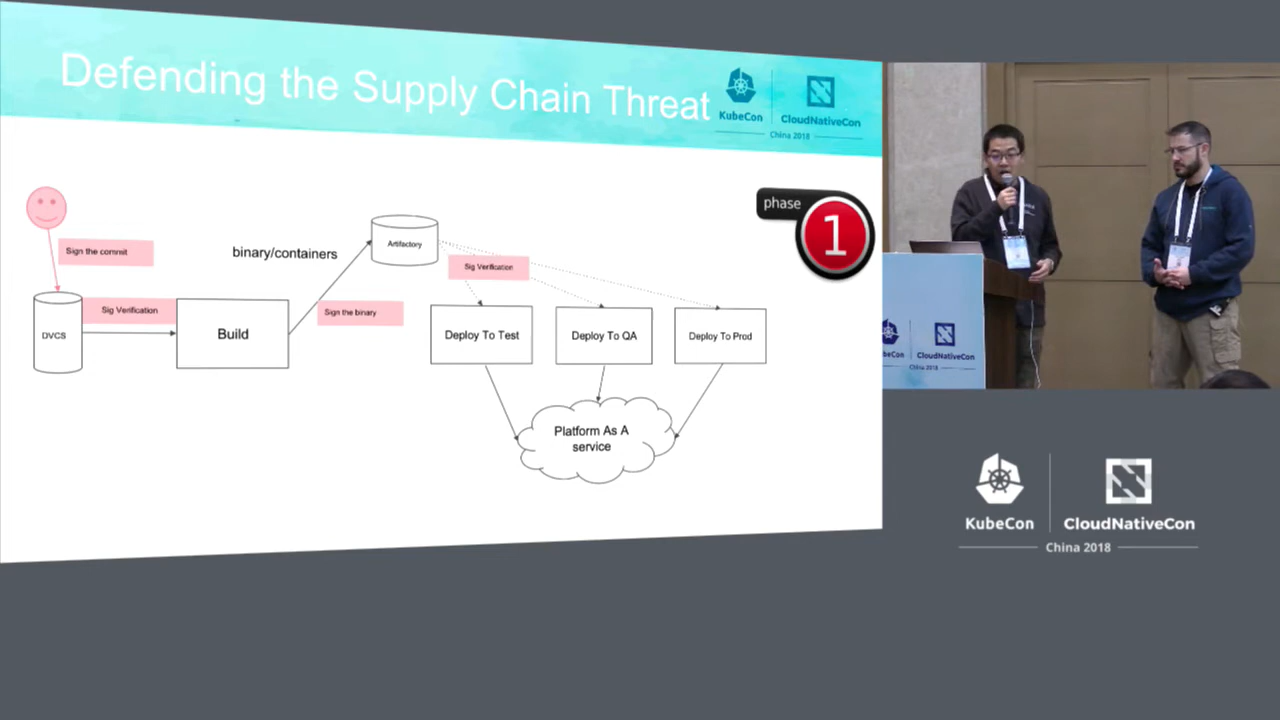 Defending the Supply Chain Threat
KubeCon
CloudNativeCon
China 2018
phase
1
Sign the commit
binary/containers
Artifactory
Sig Verification
DVCS
Sig Verification
Build
Sign the binary
Deploy To Test
Deploy To QA
Deploy To Prod
Platform As A
service
CloudNativeCon
China 2018
KubeCon
CloudNativeCon
China 2018